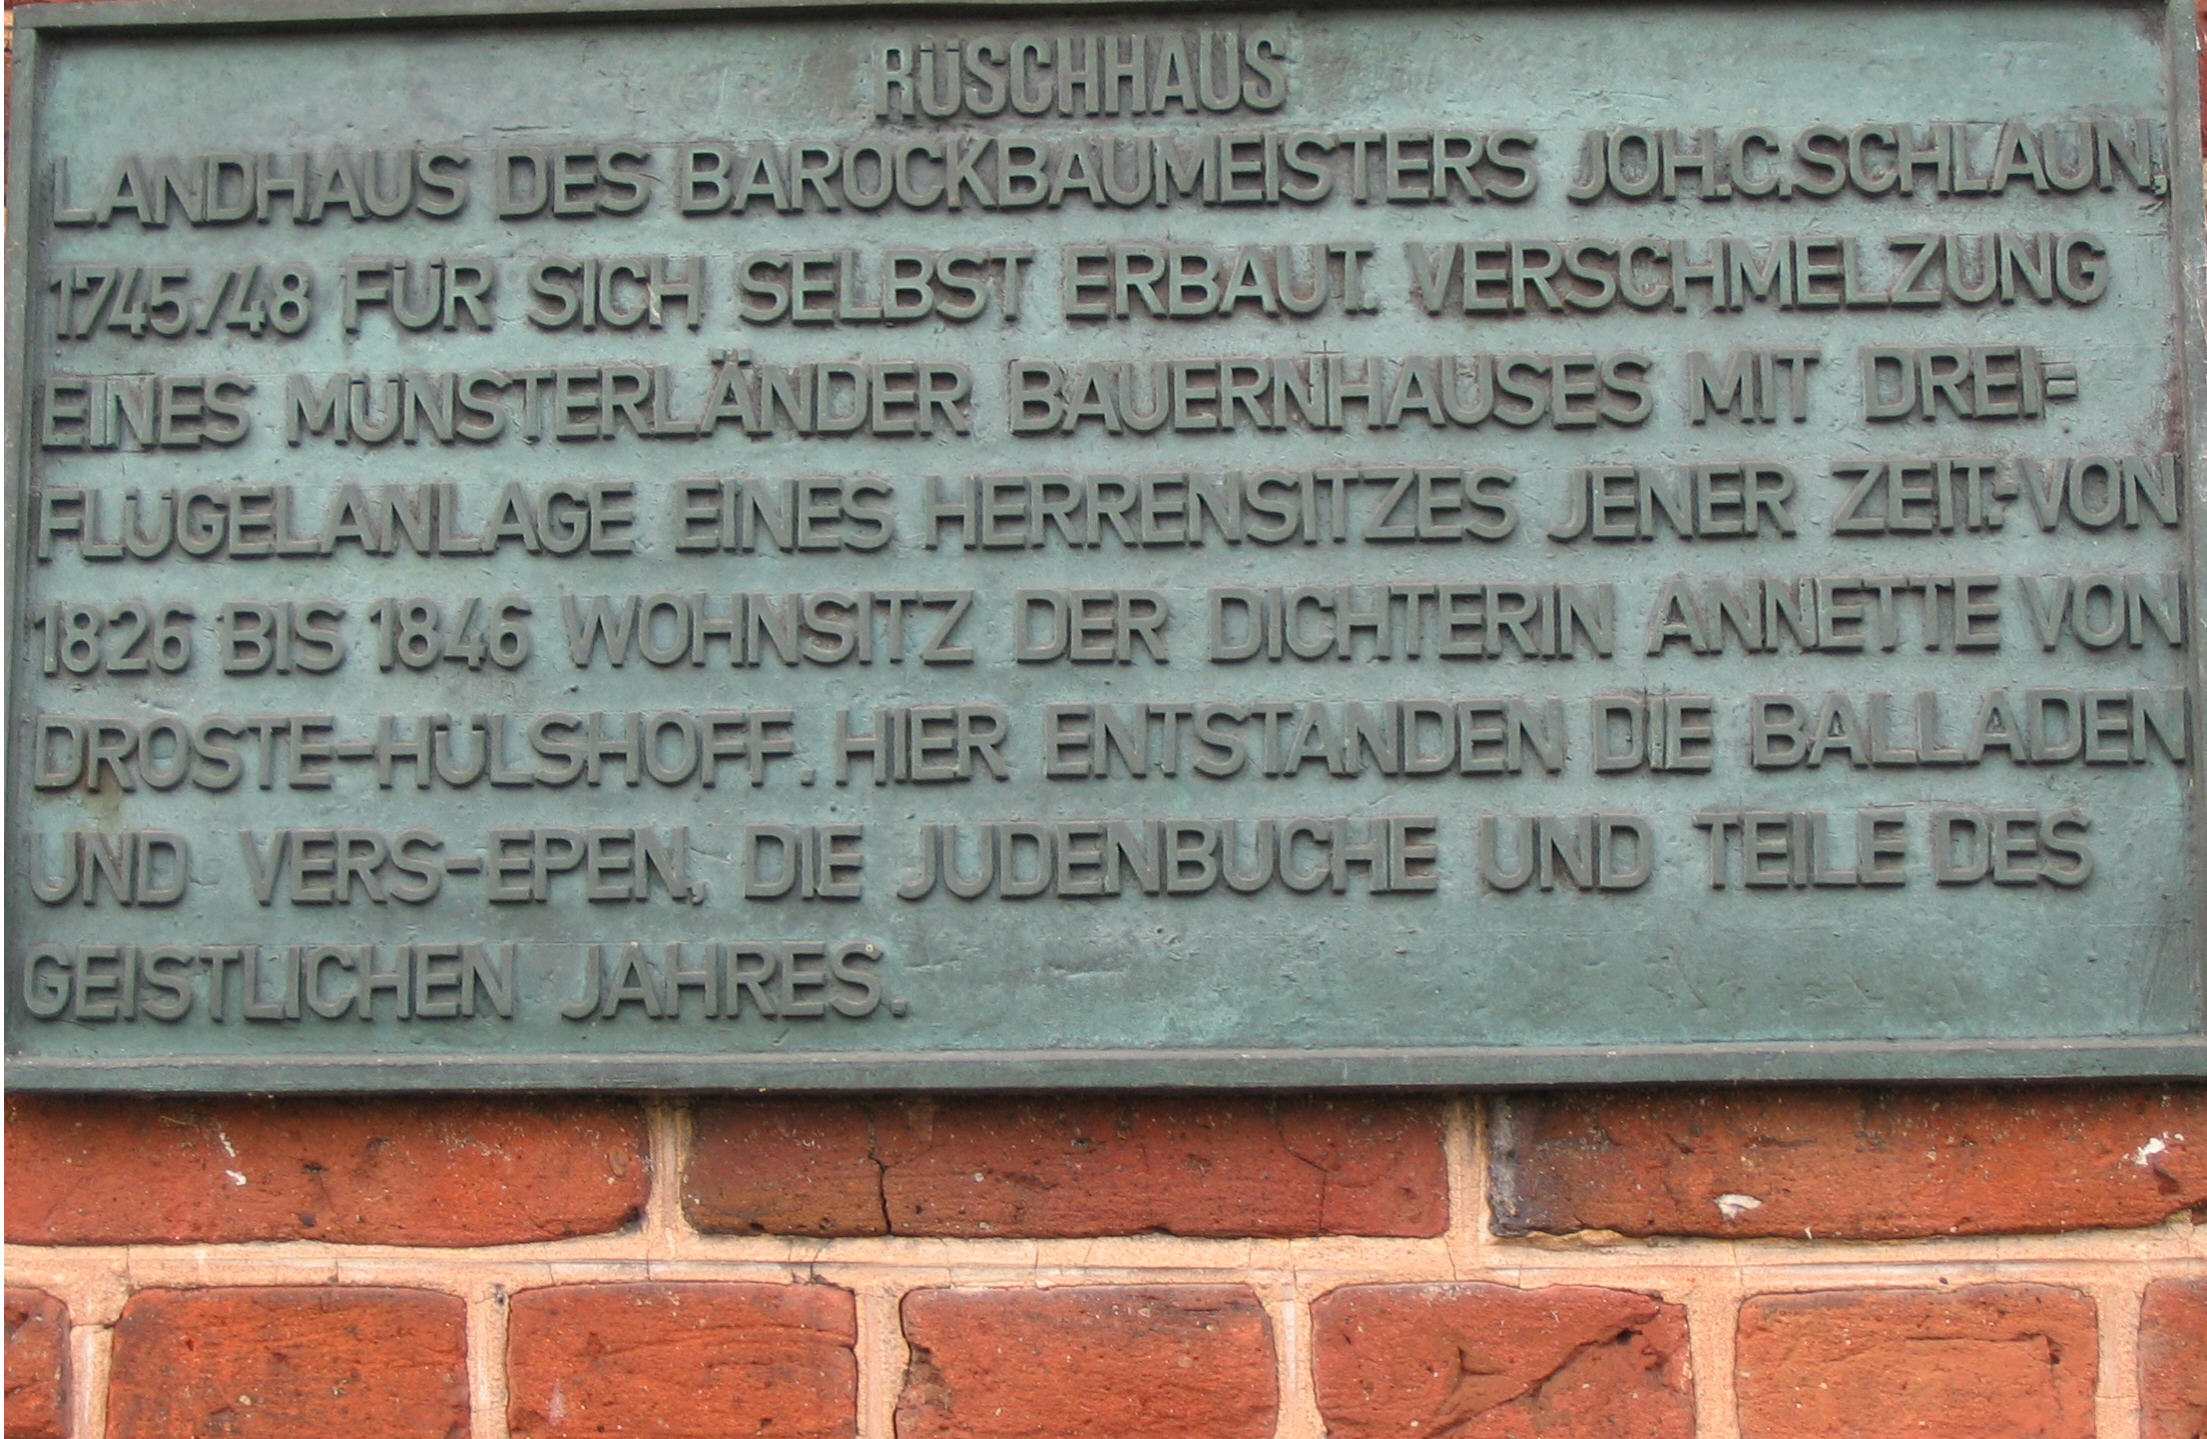 RÜSCHHAUS
LANDHAUS DES BAROCKBAUMEISTERS JOH.C.SCHLAUN,
1745/48 FÜR SICH SELBST ERBAUT. VERSCHMELZUNG
EINES MÜNSTERLÄNDER BAUERNHAUSES MIT DREI=
FLÜGELANLAGE EINES HERRENSITZES JENER ZEIT.-VON
1826 BIS 1846 WOHNSITZ DER DICHTERIN ANNETTE VON
DROSTE-HÜLSHOFF. HIER ENTSTANDEN DIE BALLADEN
UND VERS-EPEN, DIE JUDENBUCHE UND TEILE DES
GEISTLICHEN JAHRES.